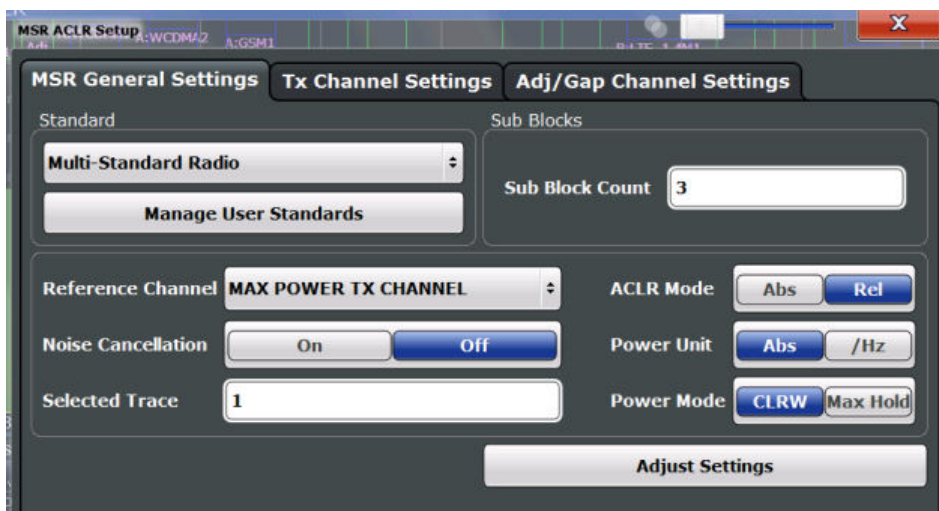 MSR ACLR Setup
A:WCDMA2
A:GSM1
Adj
MSR General Settings
Tx Channel Settings
Adj/Gap Channel Settings
Standard
Sub Blocks
Multi-Standard Radio
Sub Block Count 3
Manage User Standards
Reference Channel MAX POWER TX CHANNEL
ACLR Mode Abs Rel
Noise Cancellation On Off
Power Unit Abs /Hz
Selected Trace 1
Power Mode CLRW Max Hold
Adjust Settings